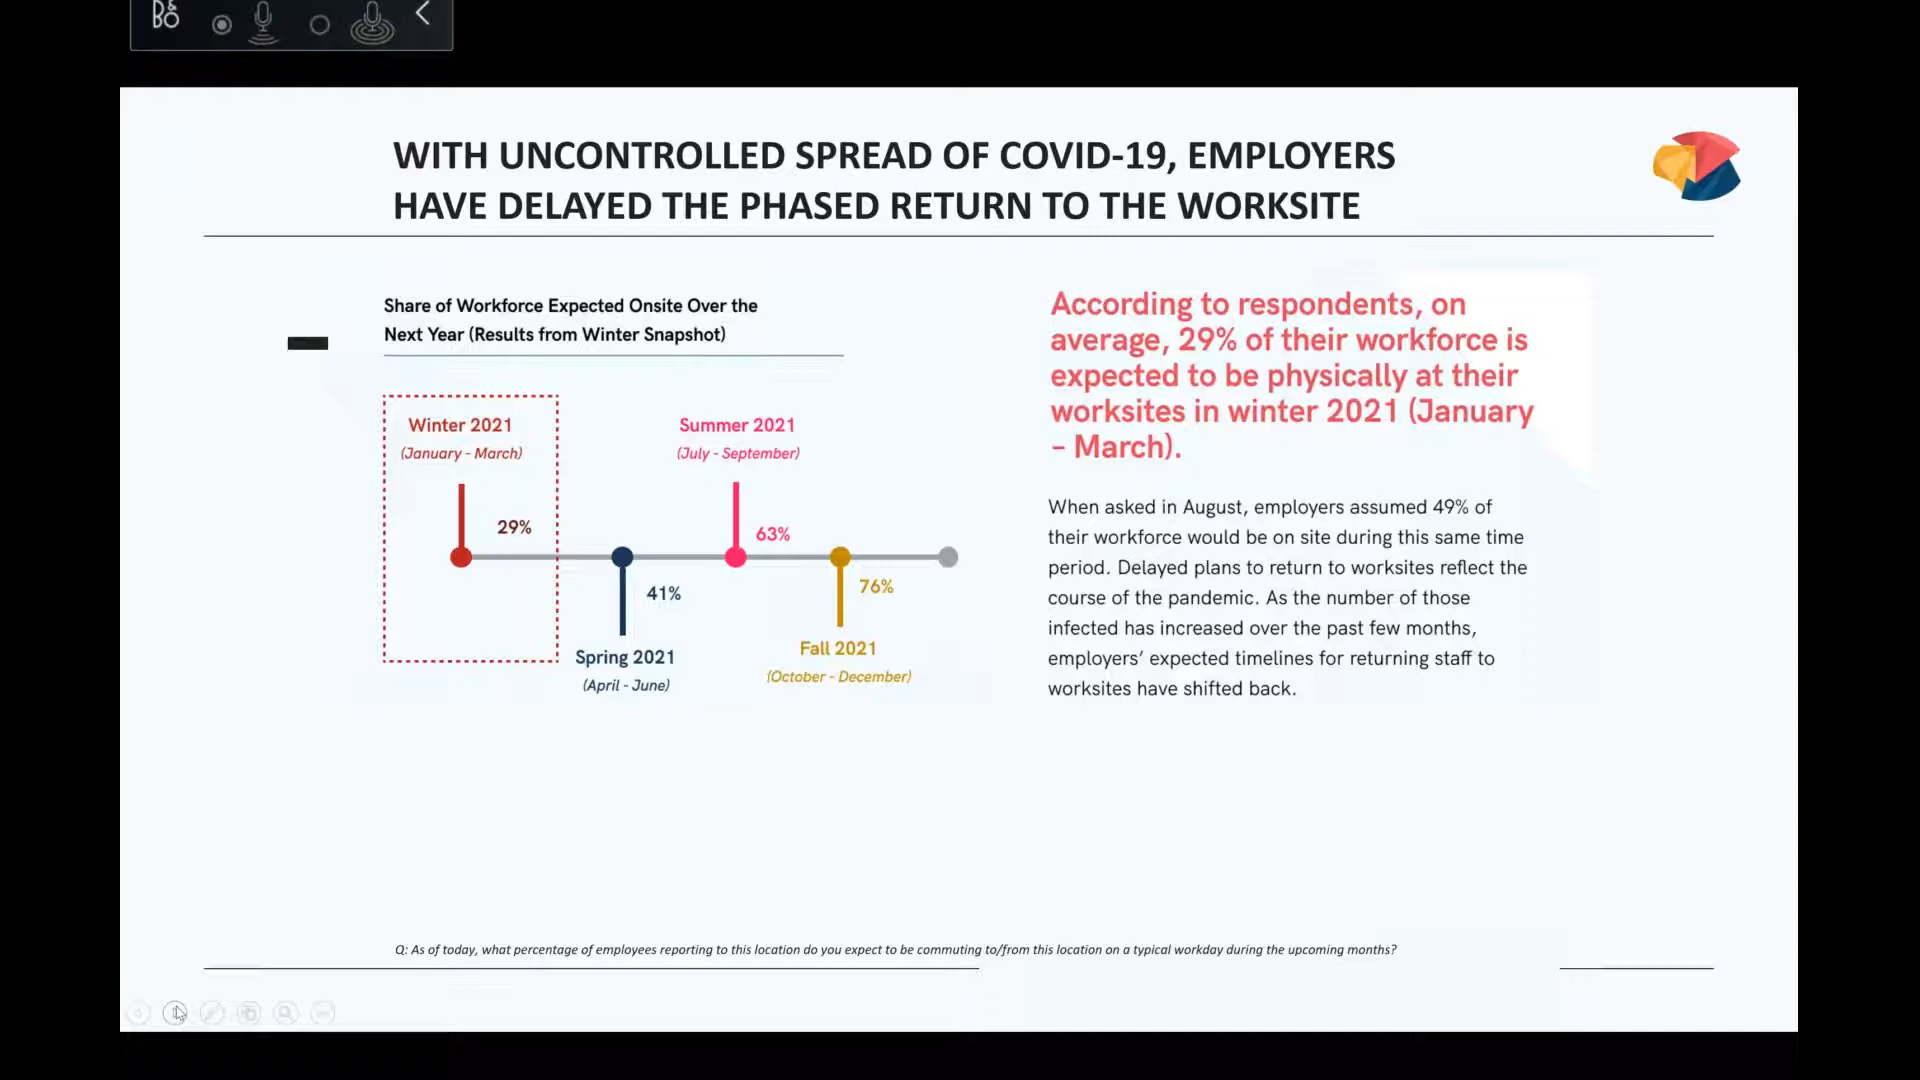 B&O
WITH UNCONTROLLED SPREAD OF COVID-19, EMPLOYERS
HAVE DELAYED THE PHASED RETURN TO THE WORKSITE
Share of Workforce Expected Onsite Over the
Next Year (Results from Winter Snapshot)
Winter 2021
(January - March)
29%
Summer 2021
(July - September)
63%
41%
Spring 2021
(April - June)
76%
Fall 2021
(October - December)
According to respondents, on
average, 29% of their workforce is
expected to be physically at their
worksites in winter 2021 (January
– March).
When asked in August, employers assumed 49% of
their workforce would be on site during this same time
period. Delayed plans to return to worksites reflect the
course of the pandemic. As the number of those
infected has increased over the past few months,
employers’ expected timelines for returning staff to
worksites have shifted back.
Q: As of today, what percentage of employees reporting to this location do you expect to be commuting to/from this location on a typical workday during the upcoming months?